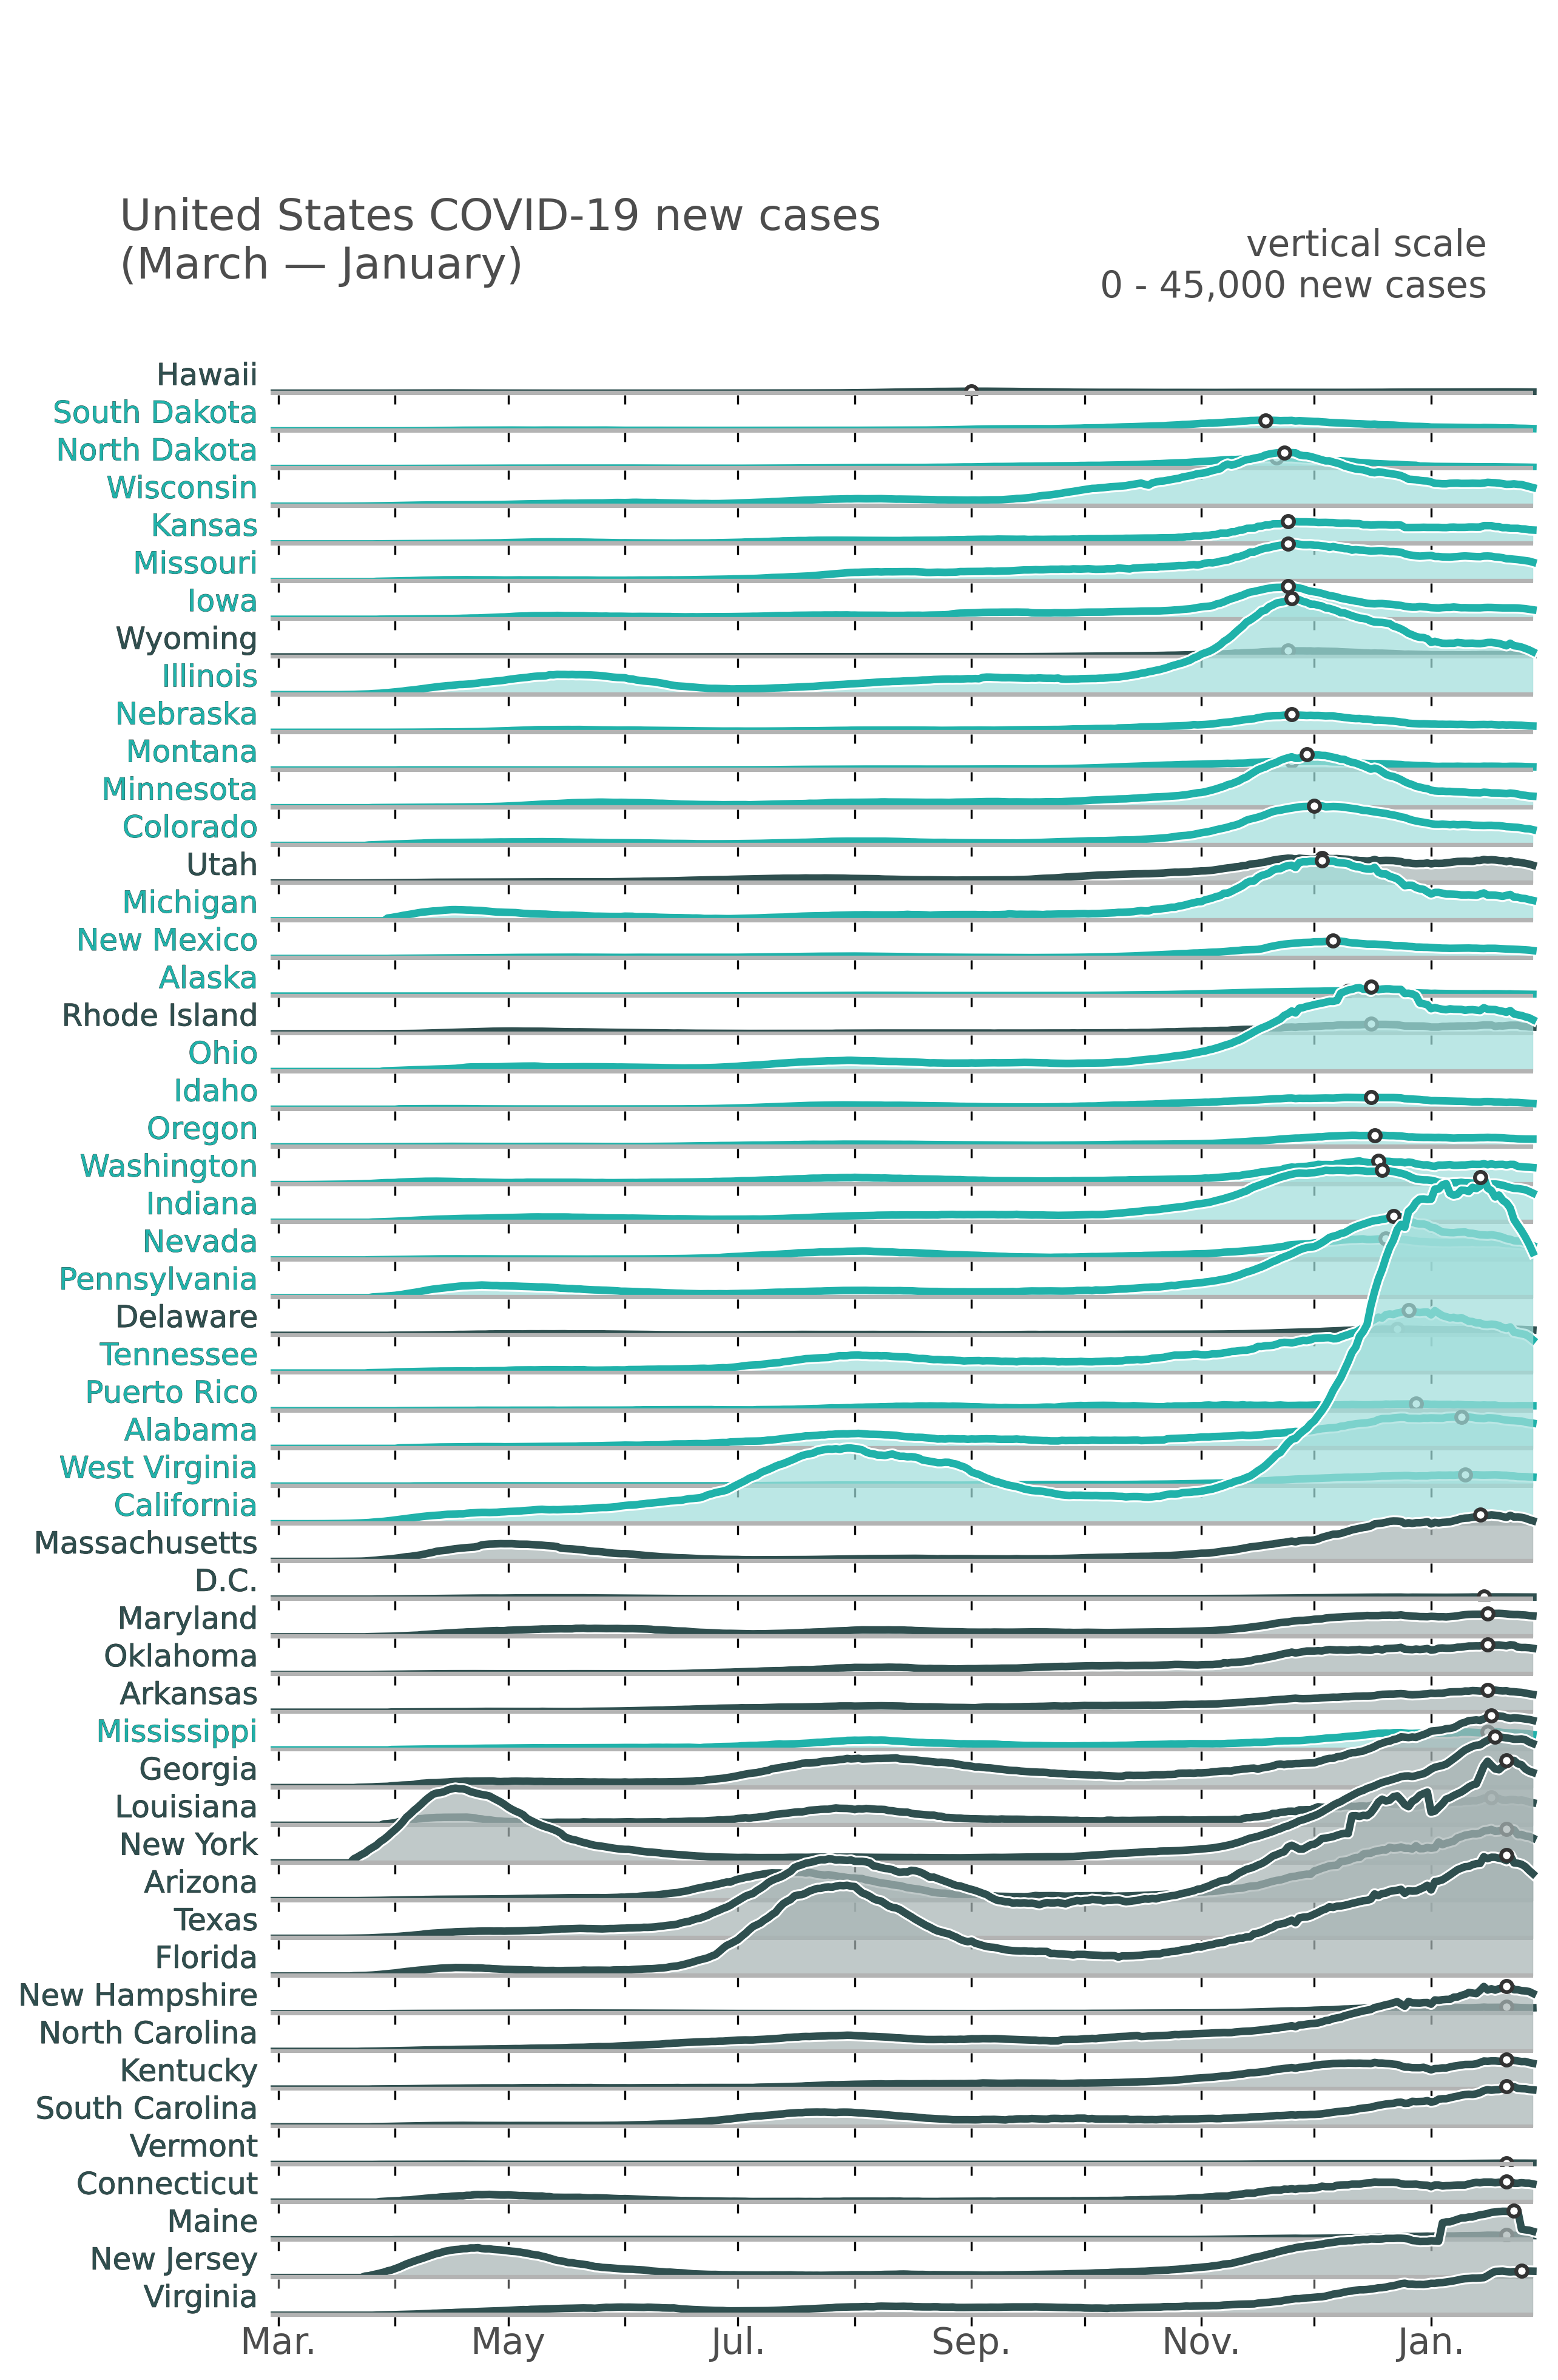 United States COVID-19 new cases
(March — January)
vertical scale
0 - 45,000 new cases
Hawaii
South Dakota
North Dakota
Wisconsin
Kansas
Missouri
Iowa
Wyoming
Illinois
Nebraska
Montana
Minnesota
Colorado
Utah
Michigan
New Mexico
Alaska
Rhode Island
Ohio
Idaho
Oregon
Washington
Indiana
Nevada
Pennsylvania
Delaware
Tennessee
Puerto Rico
Alabama
West Virginia
California
Massachusetts
D.C.
Maryland
Oklahoma
Arkansas
Mississippi
Georgia
Louisiana
New York
Arizona
Texas
Florida
New Hampshire
North Carolina
Kentucky
South Carolina
Vermont
Connecticut
Maine
New Jersey
Virginia
Mar. May Jul. Sep. Nov. Jan.